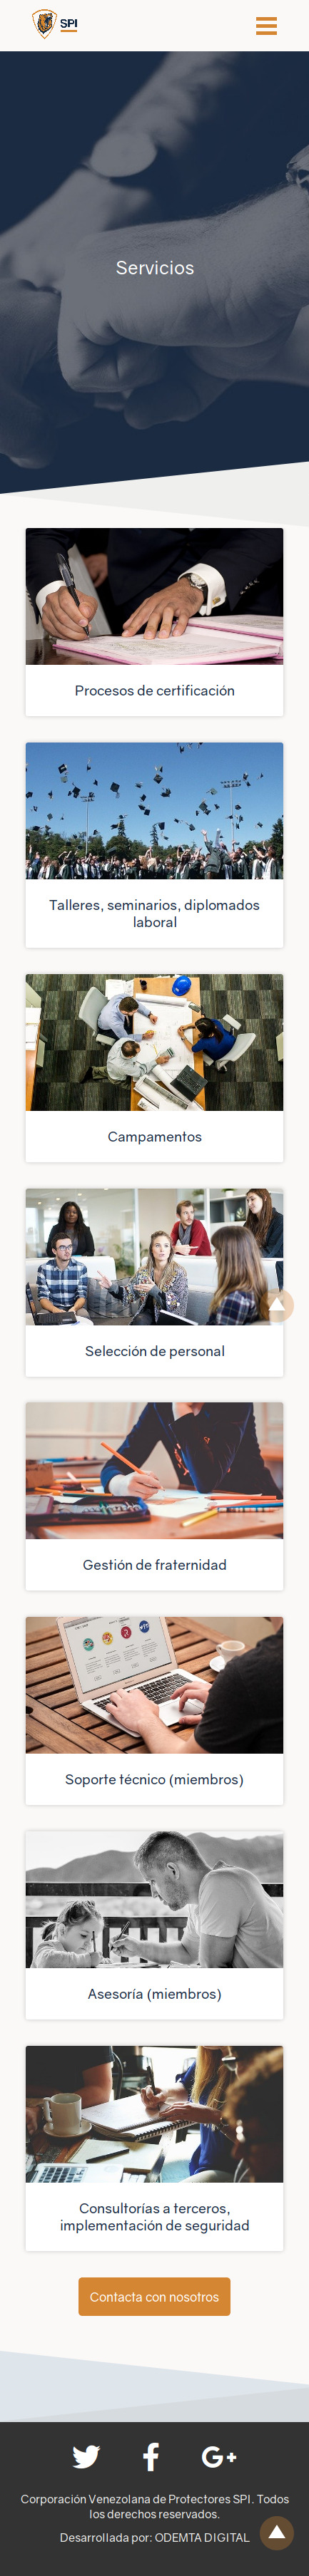 SPI
Servicios
Procesos de certificación
Talleres, seminarios, diplomados
laboral
Campamentos
Selección de personal
Gestión de fraternidad
Soporte técnico (miembros)
Asesoría (miembros)
Consultorías a terceros,
implementación de seguridad
Contacta con nosotros
Corporación Venezolana de Protectores SPI. Todos
los derechos reservados.
Desarrollada por: ODEMTA DIGITAL